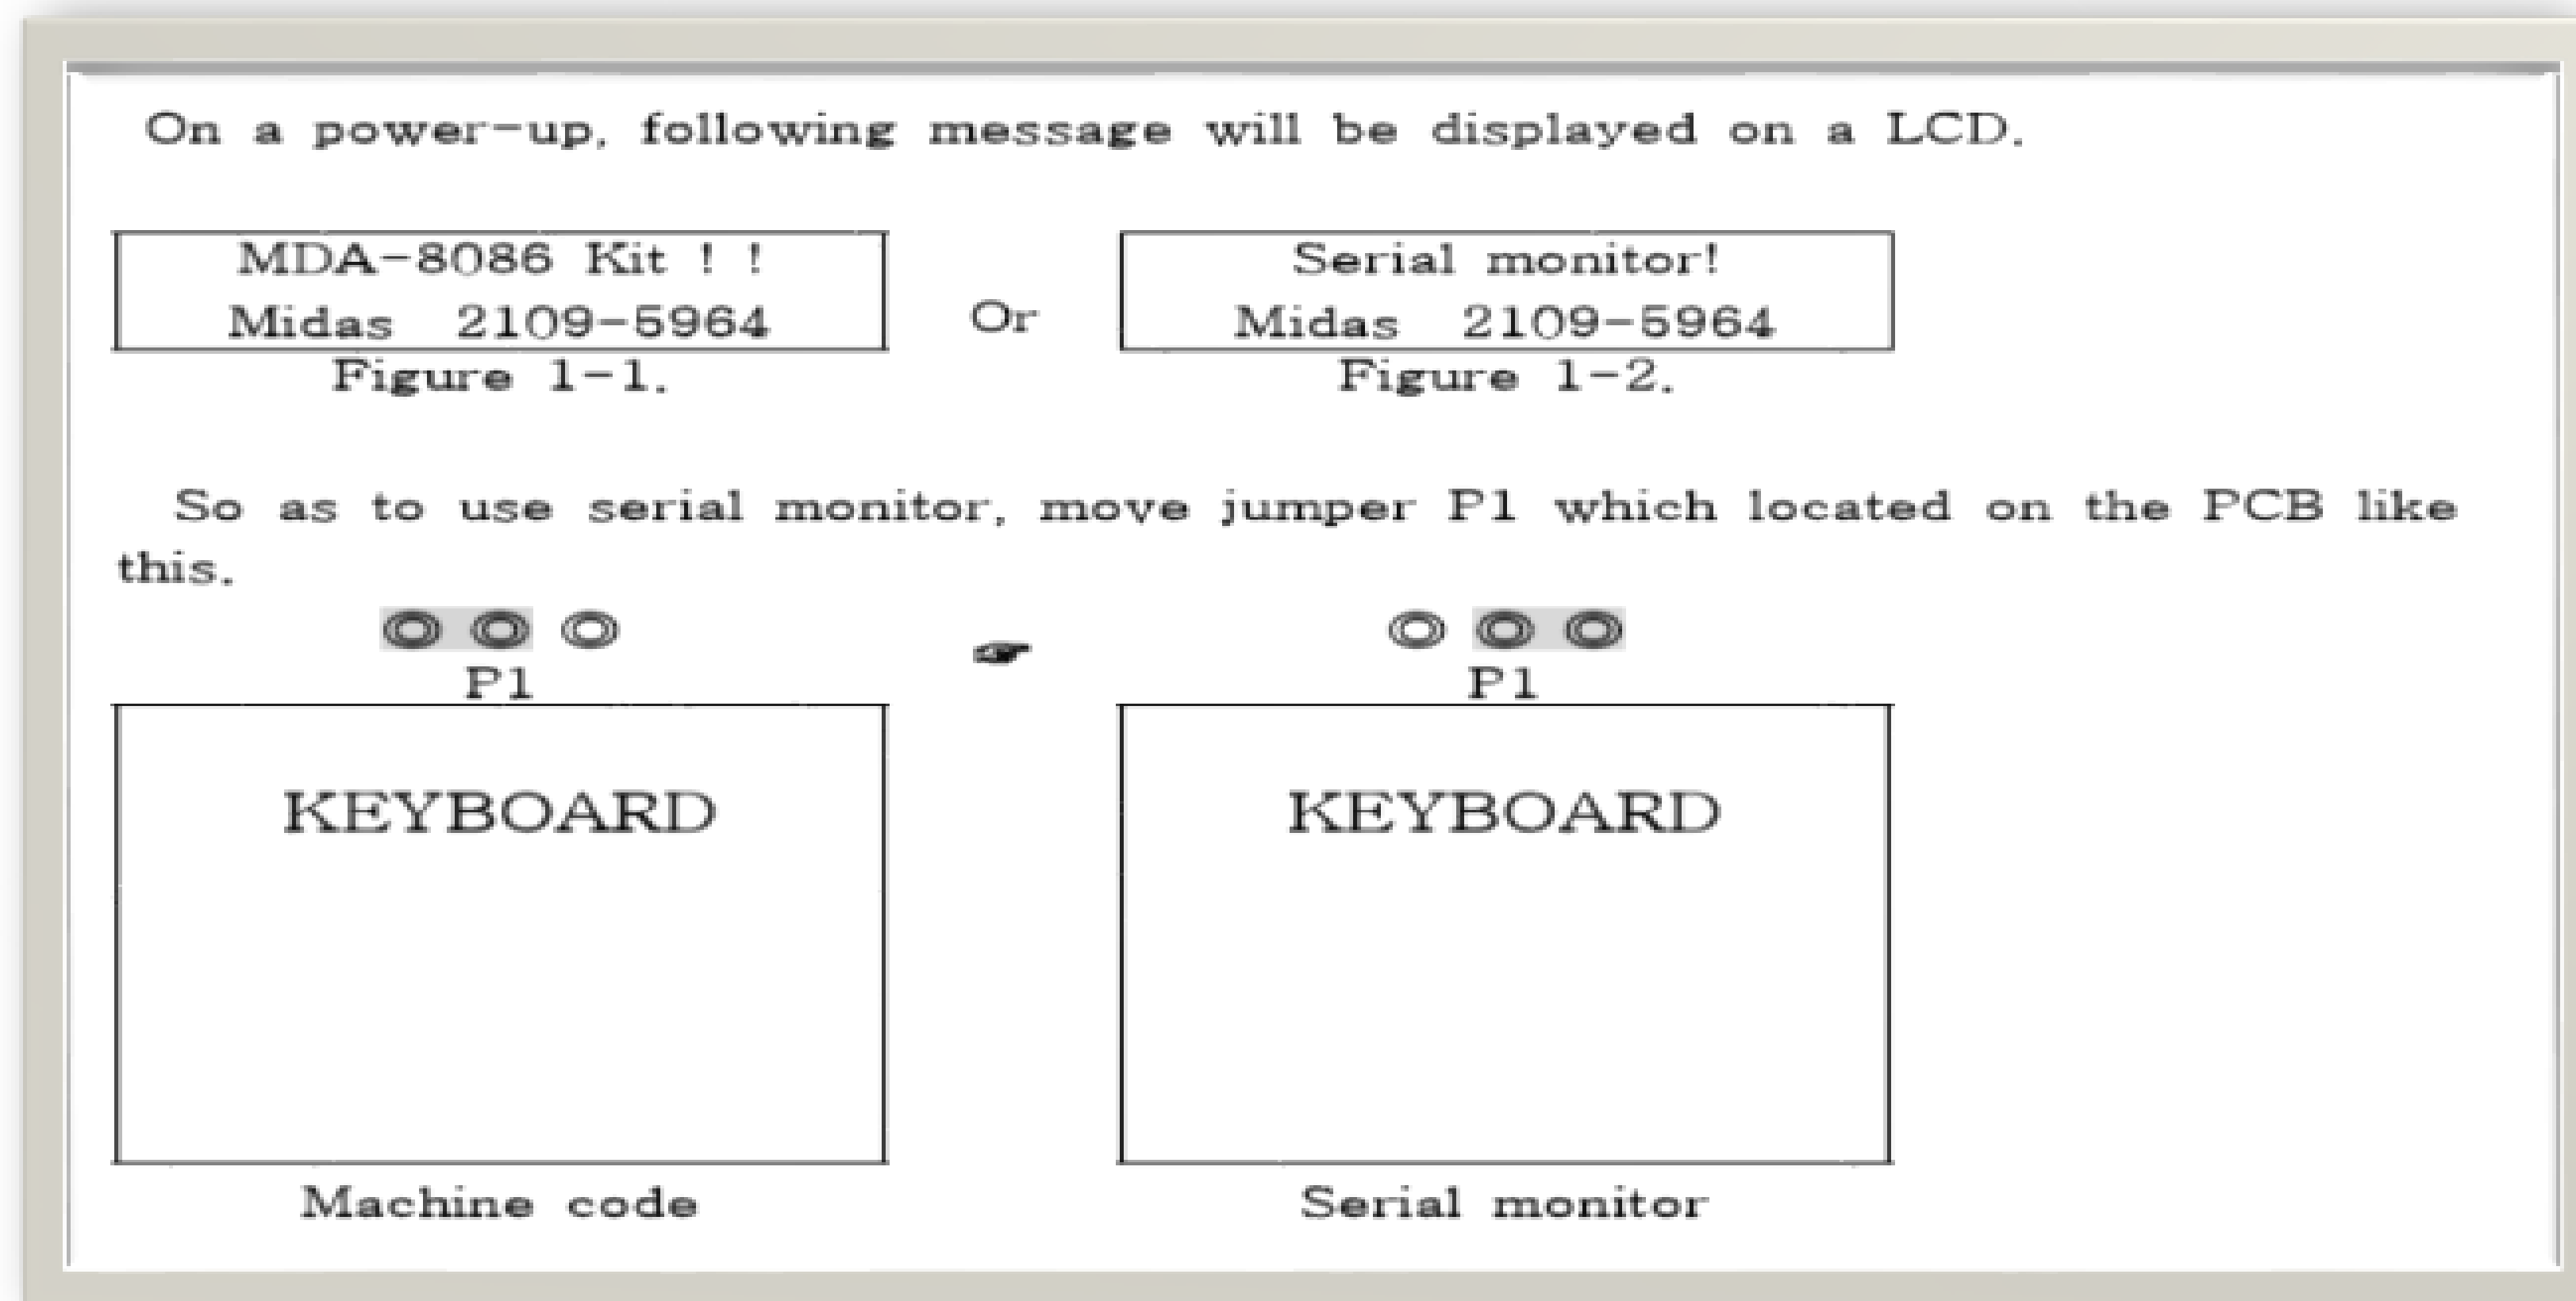 On a power-up, following message will be displayed on a LCD.
MDA-8086 Kit ! !
Midas 2109-5964
Figure 1-1.
Or
Serial monitor!
Midas 2109-5964
Figure 1-2.
So as to use serial monitor, move jumper P1 which located on the PCB like
this.
P1
P1
KEYBOARD
KEYBOARD
Machine code
Serial monitor